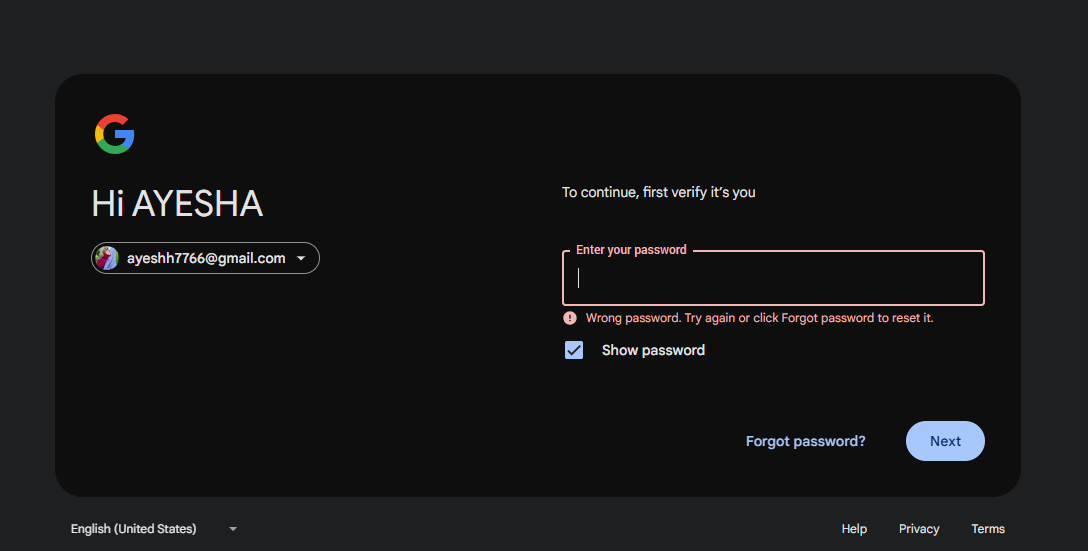 Hi AYESHA
ayeshh7766@gmail.com
To continue, first verify it’s you
Enter your password
Wrong password. Try again or click Forgot password to reset it.
Show password
Forgot password?
Next
English (United States)
Help
Privacy
Terms